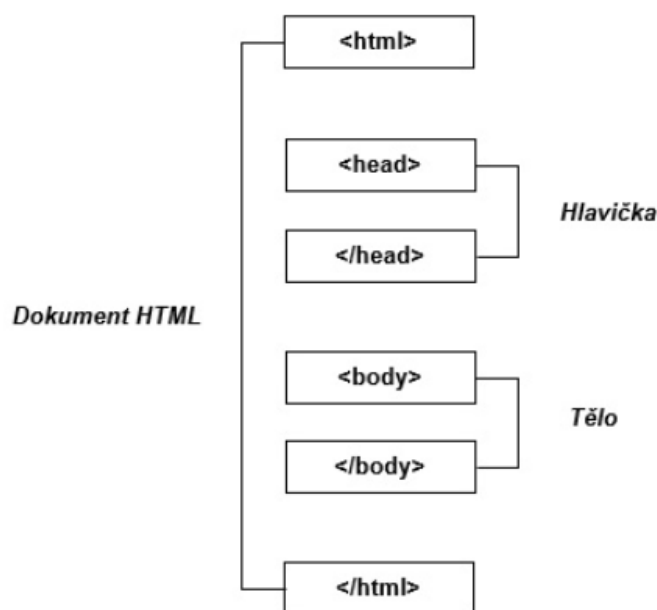 <html>
<head>
Hlavička
</head>
Dokument HTML
<body>
Tělo
</body>
</html>